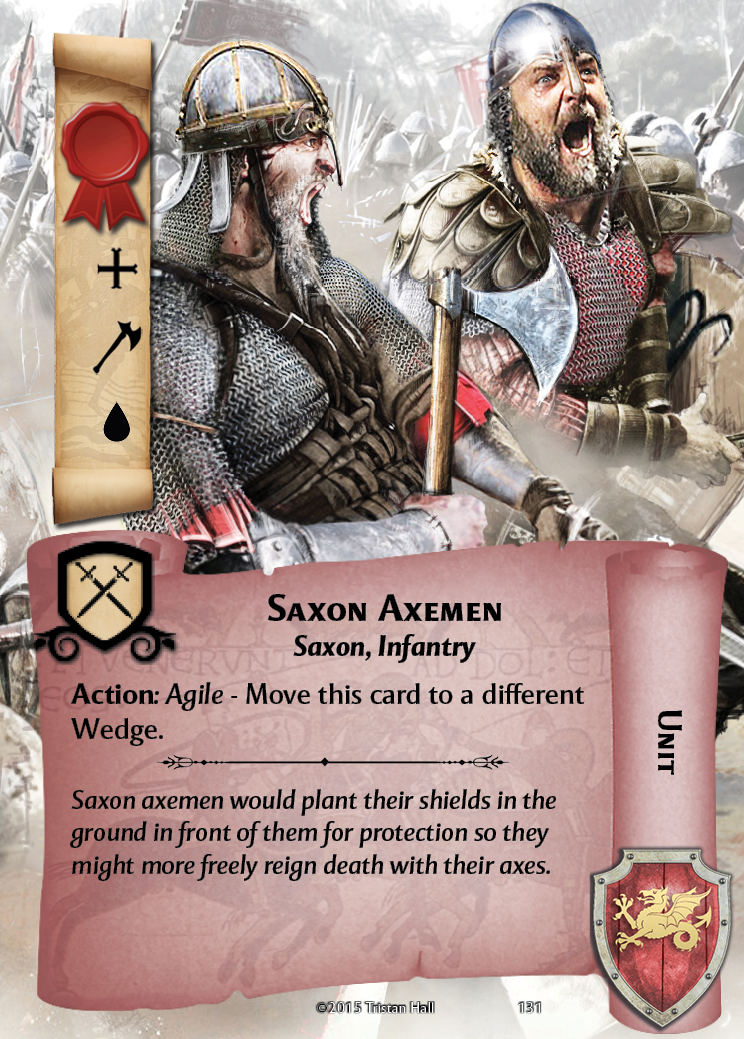 Saxon Axemen
Saxon, Infantry
Action: Agile - Move this card to a different
Wedge.
Saxon axemen would plant their shields in the
ground in front of them for protection so they
might more freely reign death with their axes.
Unit
©2015 Tristan Hall 131